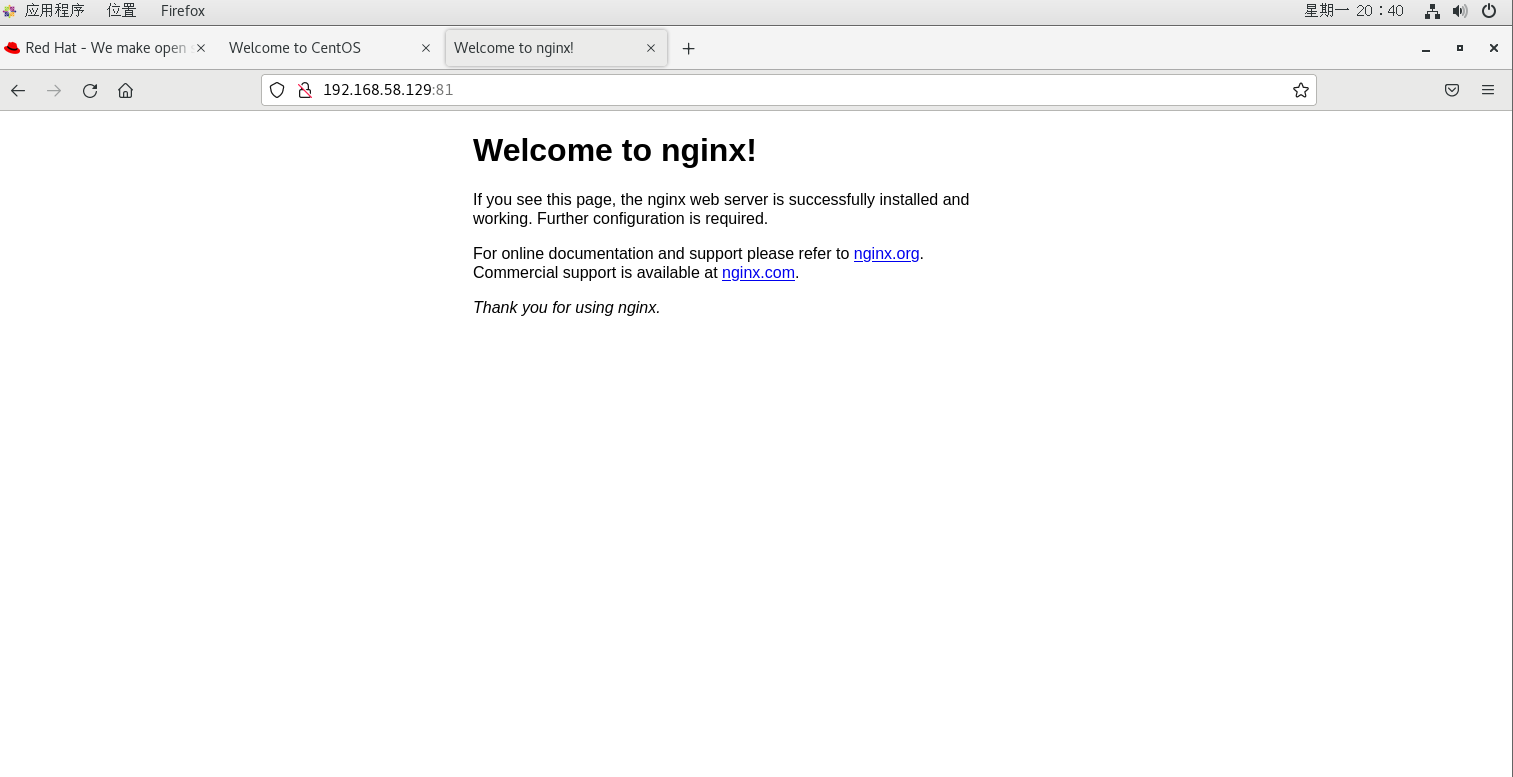 应用程序 位置 Firefox 星期一 20：40
Red Hat - We make open Welcome to CentOS Welcome to nginx!
192.168.58.129:81
Welcome to nginx!
If you see this page, the nginx web server is successfully installed and
working. Further configuration is required.
For online documentation and support please refer to nginx.org.
Commercial support is available at nginx.com.
Thank you for using nginx.